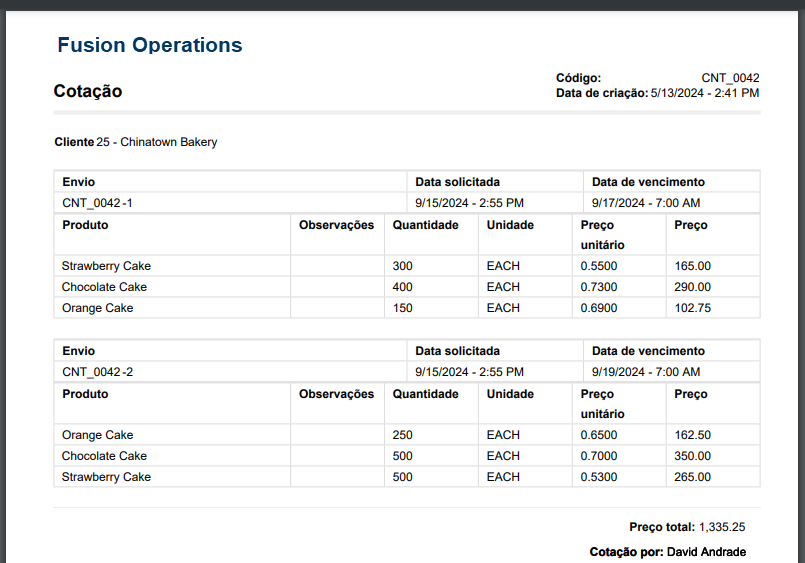 Fusion Operations
Cotação
Código: CNT_0042
Data de criação: 5/13/2024 - 2:41 PM
Cliente 25 - Chinatown Bakery
Envio Data solicitada Data de vencimento
CNT_0042-1 9/15/2024 - 2:55 PM 9/17/2024 - 7:00 AM
Produto Observações Quantidade Unidade Preço unitário Preço
Strawberry Cake 300 EACH 0.5500 165.00
Chocolate Cake 400 EACH 0.7300 290.00
Orange Cake 150 EACH 0.6900 102.75
Envio Data solicitada Data de vencimento
CNT_0042-2 9/15/2024 - 2:55 PM 9/19/2024 - 7:00 AM
Produto Observações Quantidade Unidade Preço unitário Preço
Orange Cake 250 EACH 0.6500 162.50
Chocolate Cake 500 EACH 0.7000 350.00
Strawberry Cake 500 EACH 0.5300 265.00
Preço total: 1,335.25
Cotação por: David Andrade